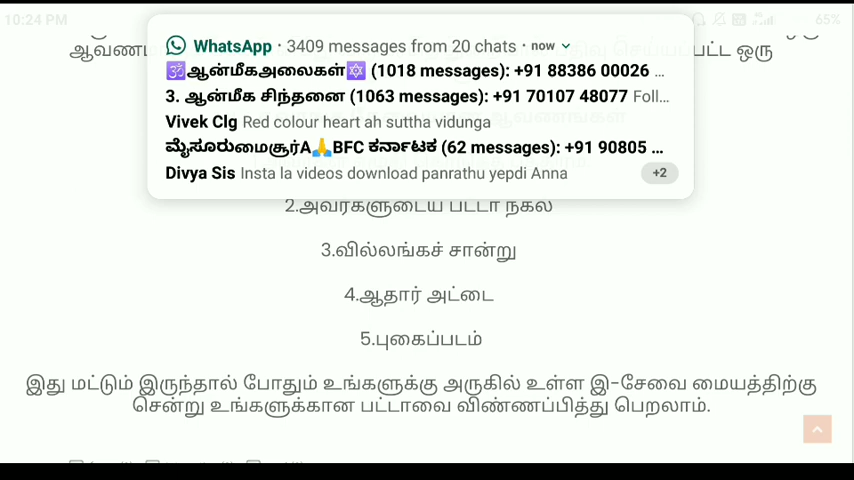 10:24 PM
65%
WhatsApp · 3409 messages from 20 chats · now
🕉ஆன்மீகஅலைகள்🔯 (1018 messages): +91 88386 00026 ...
3. ஆன்மீக சிந்தனை (1063 messages): +91 70107 48077 Foll...
Vivek Clg Red colour heart ah suttha vidunga
ಮೈಸೂರುமைசூர்A🙏BFC ಕರ್ನಾಟಕ (62 messages): +91 90805 ...
Divya Sis Insta la videos download panrathu yepdi Anna
+2
2.அவர்களுடைய பட்டா நகல்
3.வில்லங்கச் சான்று
4.ஆதார் அட்டை
5.புகைப்படம்
இது மட்டும் இருந்தால் போதும் உங்களுக்கு அருகில் உள்ள இ-சேவை மையத்திற்கு
சென்று உங்களுக்கான பட்டாவை விண்ணப்பித்து பெறலாம்.